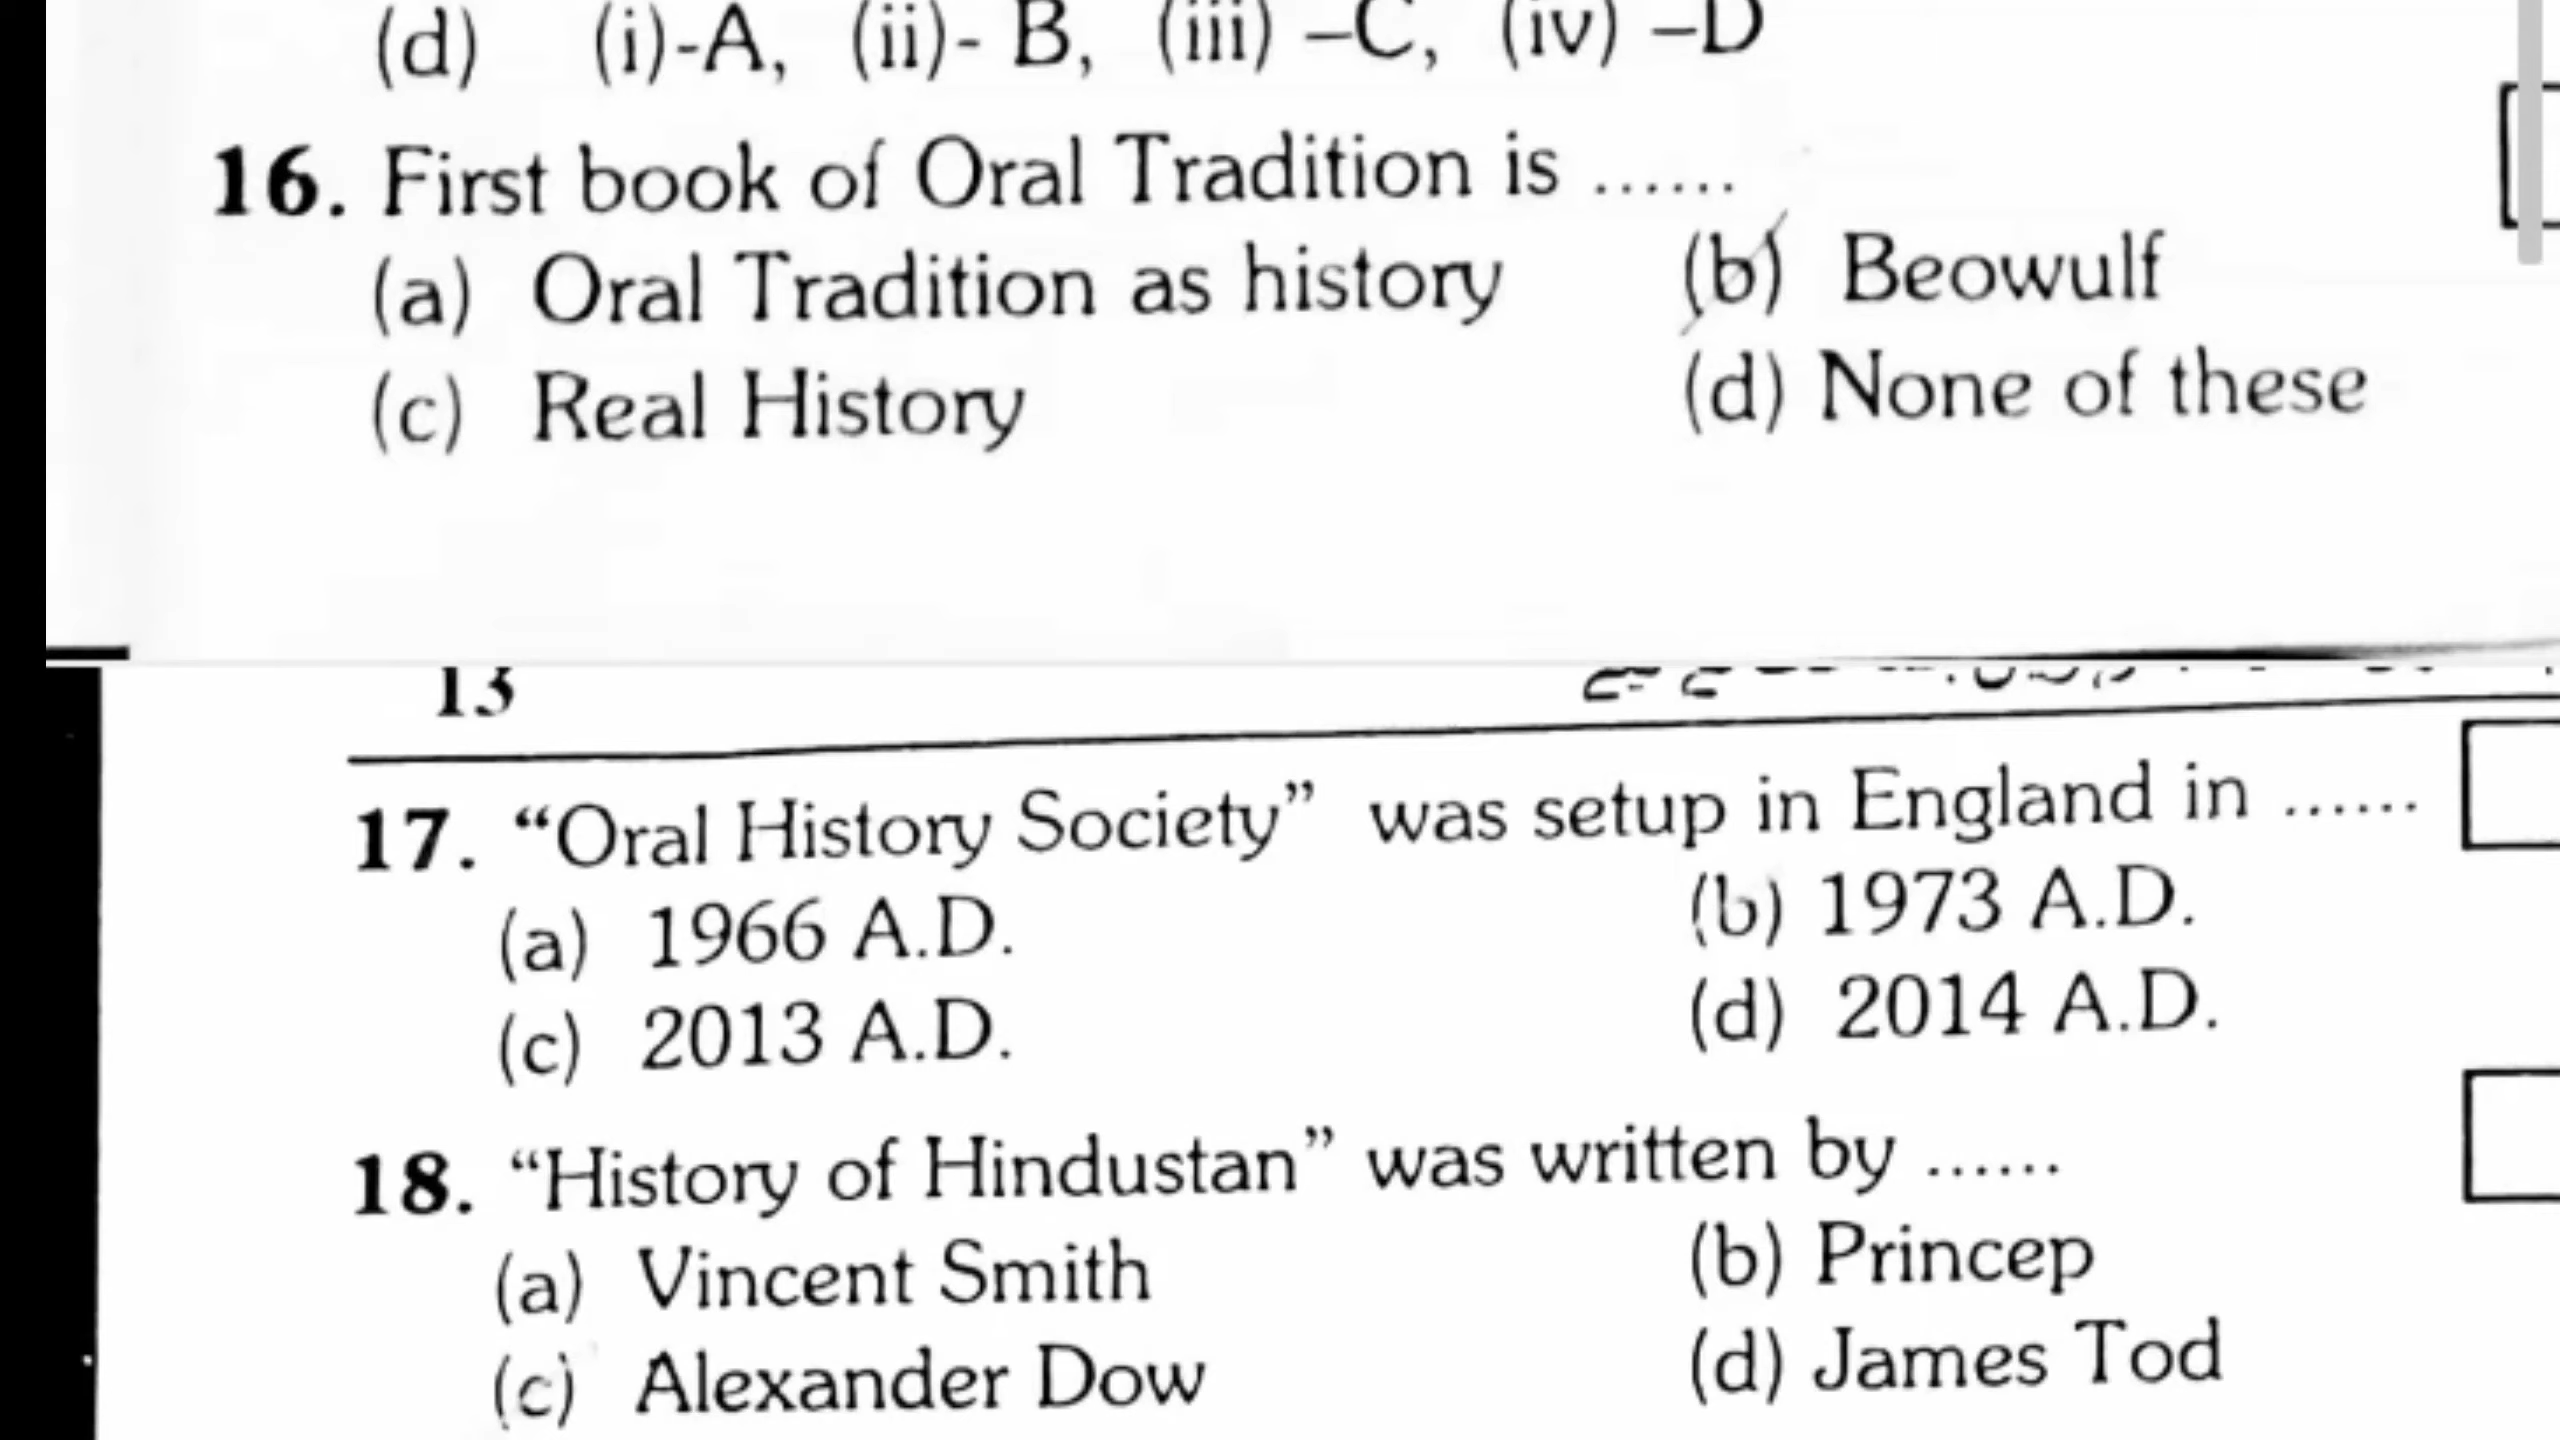 (d) (i)-A, (ii)- B, (iii) –C, (iv) –D
16. First book of Oral Tradition is ......
(a) Oral Tradition as history (b) Beowulf
(c) Real History (d) None of these
13
17. “Oral History Society” was setup in England in ......
(a) 1966 A.D. (b) 1973 A.D.
(c) 2013 A.D. (d) 2014 A.D.
18. “History of Hindustan” was written by ......
(a) Vincent Smith (b) Princep
(c) Alexander Dow (d) James Tod